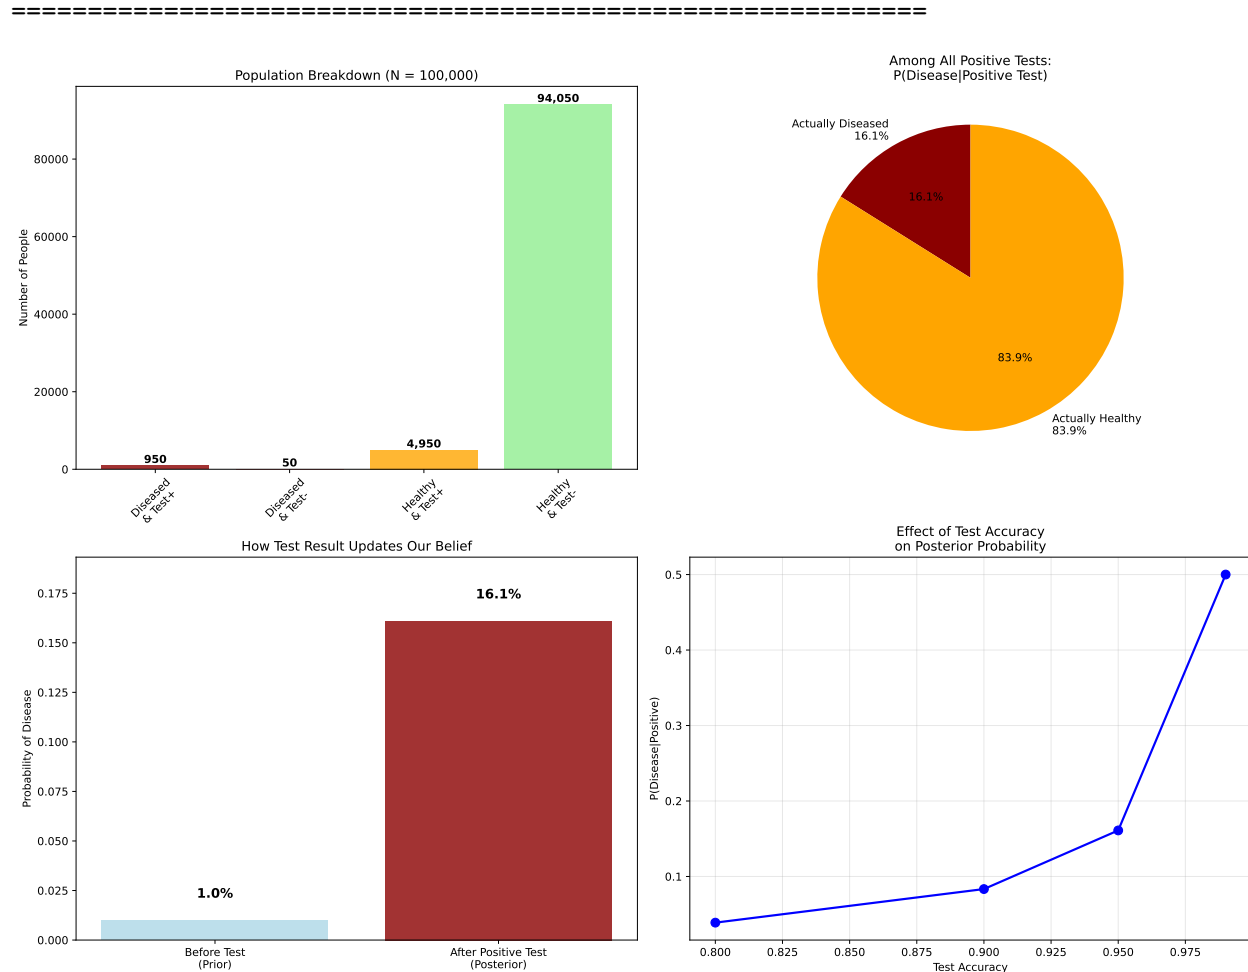 ==============================================================
Population Breakdown (N = 100,000)
Number of People
80000
60000
40000
20000
0
950
50
4,950
94,050
Diseased
& Test+
Diseased
& Test-
Healthy
& Test+
Healthy
& Test-
Among All Positive Tests:
P(Disease|Positive Test)
Actually Diseased
16.1%
16.1%
83.9%
Actually Healthy
83.9%
How Test Result Updates Our Belief
Probability of Disease
0.175
0.150
0.125
0.100
0.075
0.050
0.025
0.000
1.0%
16.1%
Before Test
(Prior)
After Positive Test
(Posterior)
Effect of Test Accuracy
on Posterior Probability
P(Disease|Positive)
0.5
0.4
0.3
0.2
0.1
0.800
0.825
0.850
0.875
0.900
0.925
0.950
0.975
Test Accuracy